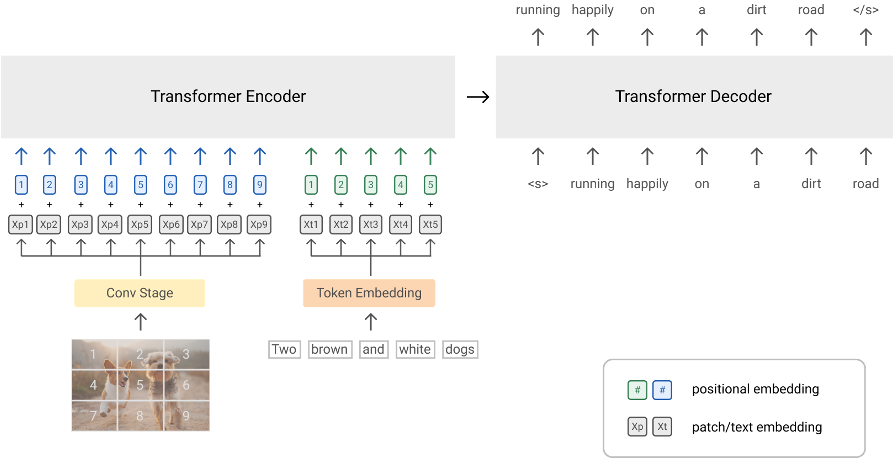 running happily on a dirt road </s>
Transformer Encoder
Transformer Decoder
1 2 3 4 5 6 7 8 9 1 2 3 4 5
<s> running happily on a dirt road
+ + + + + + + + + + + + + +
Xp1 Xp2 Xp3 Xp4 Xp5 Xp6 Xp7 Xp8 Xp9 Xt1 Xt2 Xt3 Xt4 Xt5
Conv Stage
Token Embedding
Two brown and white dogs
1 2 3
4 5 6
7 8 9
# # positional embedding
Xp Xt patch/text embedding